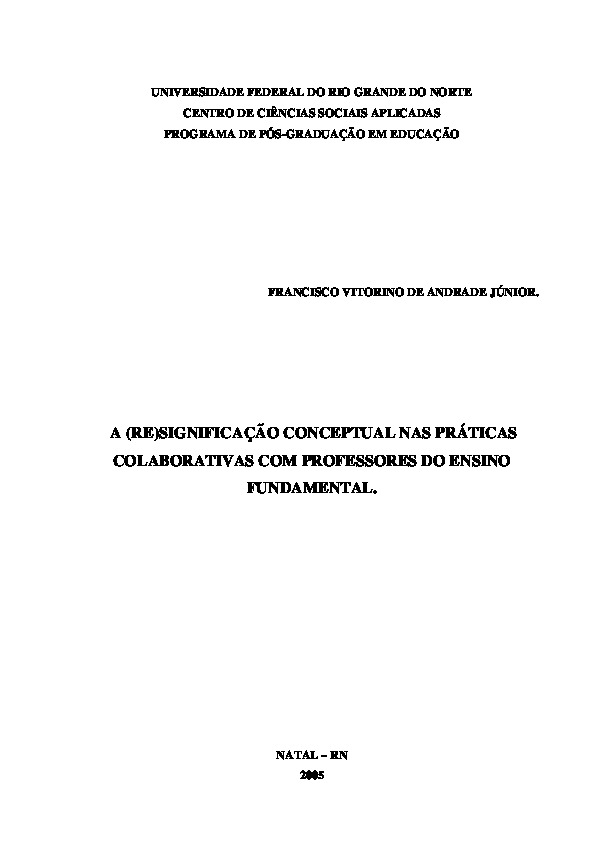 UNIVERSIDADE FEDERAL DO RIO GRANDE DO NORTE
CENTRO DE CIÊNCIAS SOCIAIS APLICADAS
PROGRAMA DE PÓS-GRADUAÇÃO EM EDUCAÇÃO
FRANCISCO VITORINO DE ANDRADE JÚNIOR.
A (RE)SIGNIFICAÇÃO CONCEPTUAL NAS PRÁTICAS
COLABORATIVAS COM PROFESSORES DO ENSINO
FUNDAMENTAL.
NATAL – RN
2005